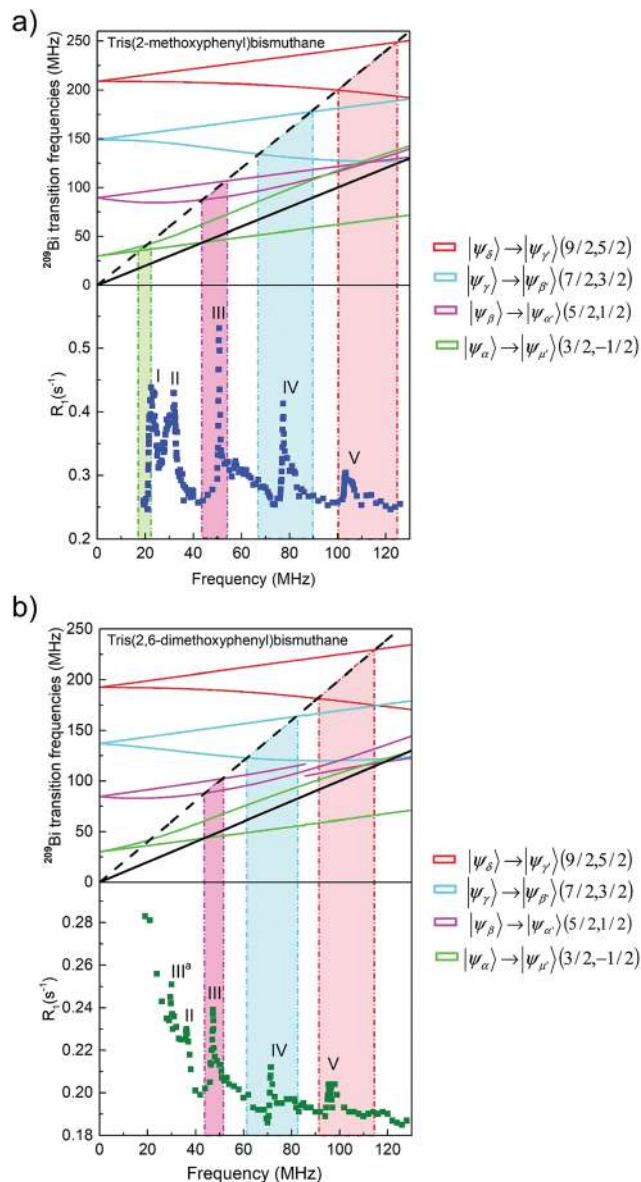 a)
Tris(2-methoxyphenyl)bismuthane
250
200
150
100
50
0
²⁰⁹Bi transition frequencies (MHz)
I
II
III
IV
V
0.5
0.4
0.3
0.2
R₁(s⁻¹)
0 20 40 60 80 100 120
Frequency (MHz)
|ψδ⟩→|ψγ⟩(9/2,5/2)
|ψγ⟩→|ψβ'⟩(7/2,3/2)
|ψβ⟩→|ψα'⟩(5/2,1/2)
|ψα⟩→|ψμ'⟩(3/2,-1/2)
b)
Tris(2,6-dimethoxyphenyl)bismuthane
250
200
150
100
50
0
²⁰⁹Bi transition frequencies (MHz)
IIIᵃ
II
III
IV
V
0.28
0.26
0.24
0.22
0.20
0.18
R₁(s⁻¹)
0 20 40 60 80 100 120
Frequency (MHz)
|ψδ⟩→|ψγ⟩(9/2,5/2)
|ψγ⟩→|ψβ'⟩(7/2,3/2)
|ψβ⟩→|ψα'⟩(5/2,1/2)
|ψα⟩→|ψμ'⟩(3/2,-1/2)